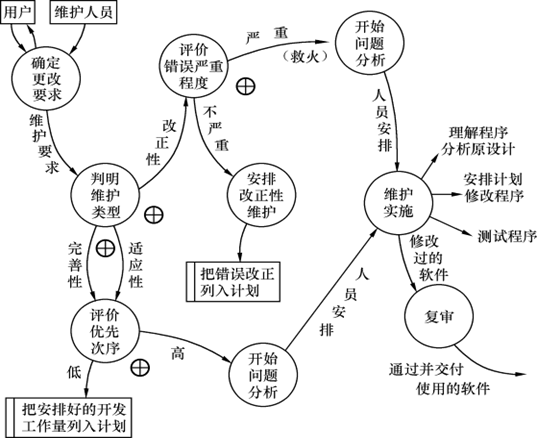 用户
维护人员
确定
更改
要求
维护要求
判明
维护
类型
改正性
评价
错误严重
程度
严重
(救火)
开始
问题
分析
不严重
安排
改正性
维护
把错误改正
列入计划
人员安排
维护
实施
理解程序
分析原设计
安排计划
修改程序
测试程序
修改
过的
软件
复审
通过并交付
使用的软件
完善性
适应性
评价
优先
次序
高
开始
问题
分析
人员安排
低
把安排好的开发
工作量列入计划